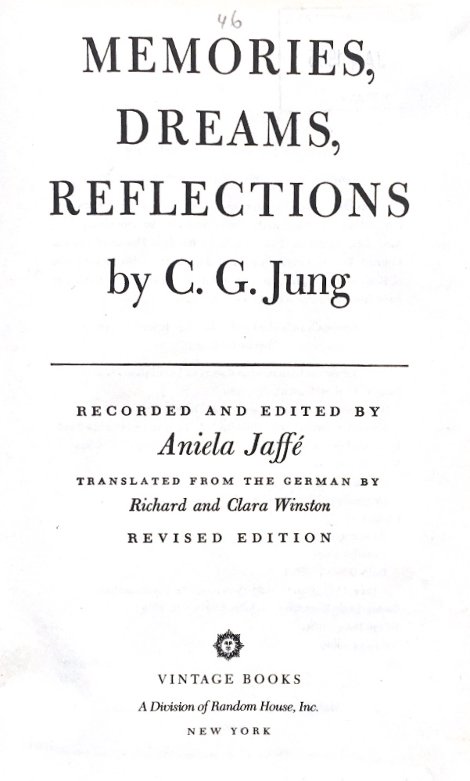 46
MEMORIES,
DREAMS,
REFLECTIONS
by C. G. Jung
RECORDED AND EDITED BY
Aniela Jaffé
TRANSLATED FROM THE GERMAN BY
Richard and Clara Winston
REVISED EDITION
VINTAGE BOOKS
A Division of Random House, Inc.
NEW YORK